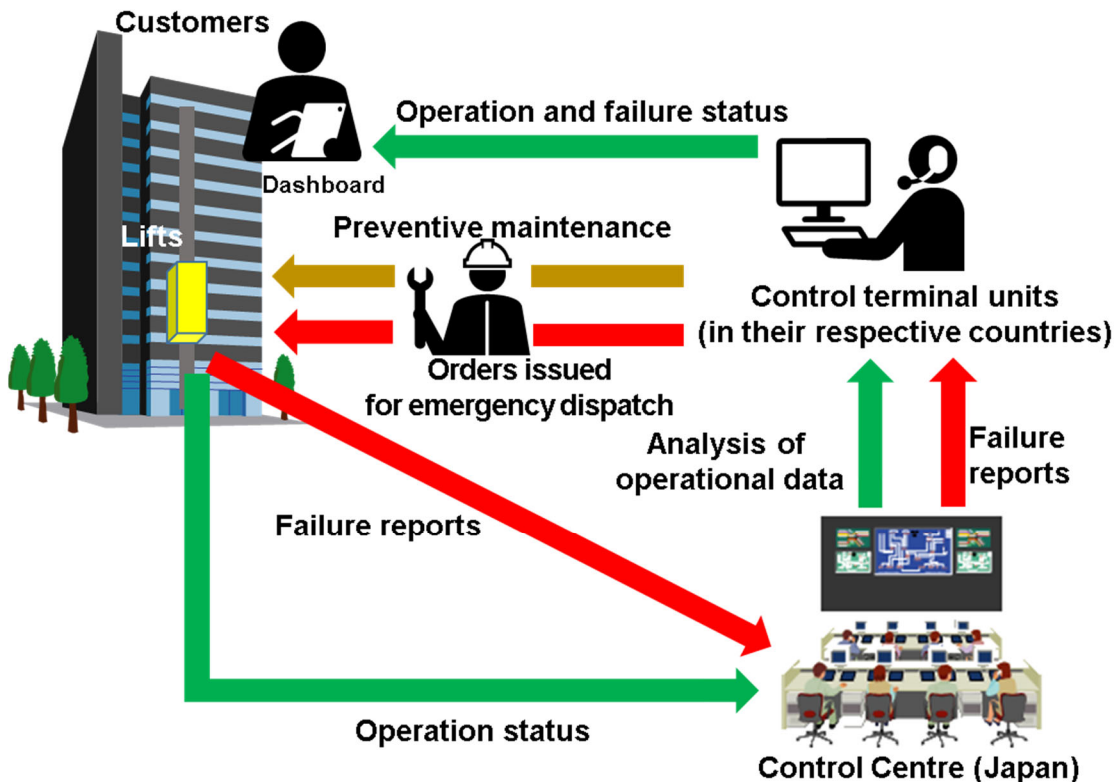 Customers
Operation and failure status
Dashboard
Preventive maintenance
Lifts
Control terminal units
(in their respective countries)
Orders issued
for emergency dispatch
Analysis of
operational data
Failure
reports
Failure reports
Operation status
Control Centre (Japan)